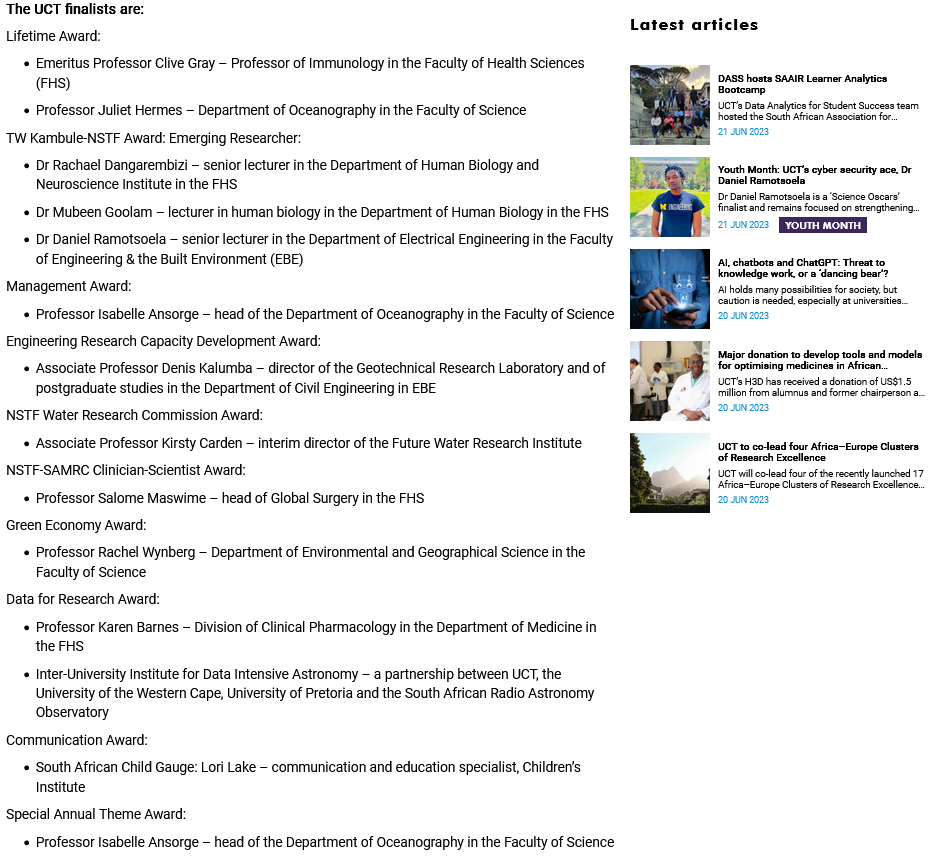 The UCT finalists are:
Lifetime Award:
• Emeritus Professor Clive Gray – Professor of Immunology in the Faculty of Health Sciences
(FHS)
• Professor Juliet Hermes – Department of Oceanography in the Faculty of Science
TW Kambule-NSTF Award: Emerging Researcher:
• Dr Rachael Dangarembizi – senior lecturer in the Department of Human Biology and
Neuroscience Institute in the FHS
• Dr Mubeen Goolam – lecturer in human biology in the Department of Human Biology in the FHS
• Dr Daniel Ramotsoela – senior lecturer in the Department of Electrical Engineering in the Faculty
of Engineering & the Built Environment (EBE)
Management Award:
• Professor Isabelle Ansorge – head of the Department of Oceanography in the Faculty of Science
Engineering Research Capacity Development Award:
• Associate Professor Denis Kalumba – director of the Geotechnical Research Laboratory and of
postgraduate studies in the Department of Civil Engineering in EBE
NSTF Water Research Commission Award:
• Associate Professor Kirsty Carden – interim director of the Future Water Research Institute
NSTF-SAMRC Clinician-Scientist Award:
• Professor Salome Maswime – head of Global Surgery in the FHS
Green Economy Award:
• Professor Rachel Wynberg – Department of Environmental and Geographical Science in the
Faculty of Science
Data for Research Award:
• Professor Karen Barnes – Division of Clinical Pharmacology in the Department of Medicine in
the FHS
• Inter-University Institute for Data Intensive Astronomy – a partnership between UCT, the
University of the Western Cape, University of Pretoria and the South African Radio Astronomy
Observatory
Communication Award:
• South African Child Gauge: Lori Lake – communication and education specialist, Children's
Institute
Special Annual Theme Award:
• Professor Isabelle Ansorge – head of the Department of Oceanography in the Faculty of Science
Latest articles
DASS hosts SAAIR Learner Analytics
Bootcamp
UCT's Data Analytics for Student Success team
hosted the South African Association for...
21 JUN 2023
Youth Month: UCT's cyber security ace, Dr
Daniel Ramotsoela
Dr Daniel Ramotsoela is a 'Science Oscars'
finalist and remains focused on strengthening...
21 JUN 2023 YOUTH MONTH
M ENGINEERING
AI, chatbots and ChatGPT: Threat to
knowledge work, or a 'dancing bear'?
AI holds many possibilities for society, but
caution is needed, especially at universities...
20 JUN 2023
AI
Major donation to develop tools and models
for optimising medicines in African...
UCT's H3D has received a donation of US$1.5
million from alumnus and former chairperson a...
20 JUN 2023
UCT to co-lead four Africa–Europe Clusters
of Research Excellence
UCT will co-lead four of the recently launched 17
Africa–Europe Clusters of Research Excellence...
20 JUN 2023